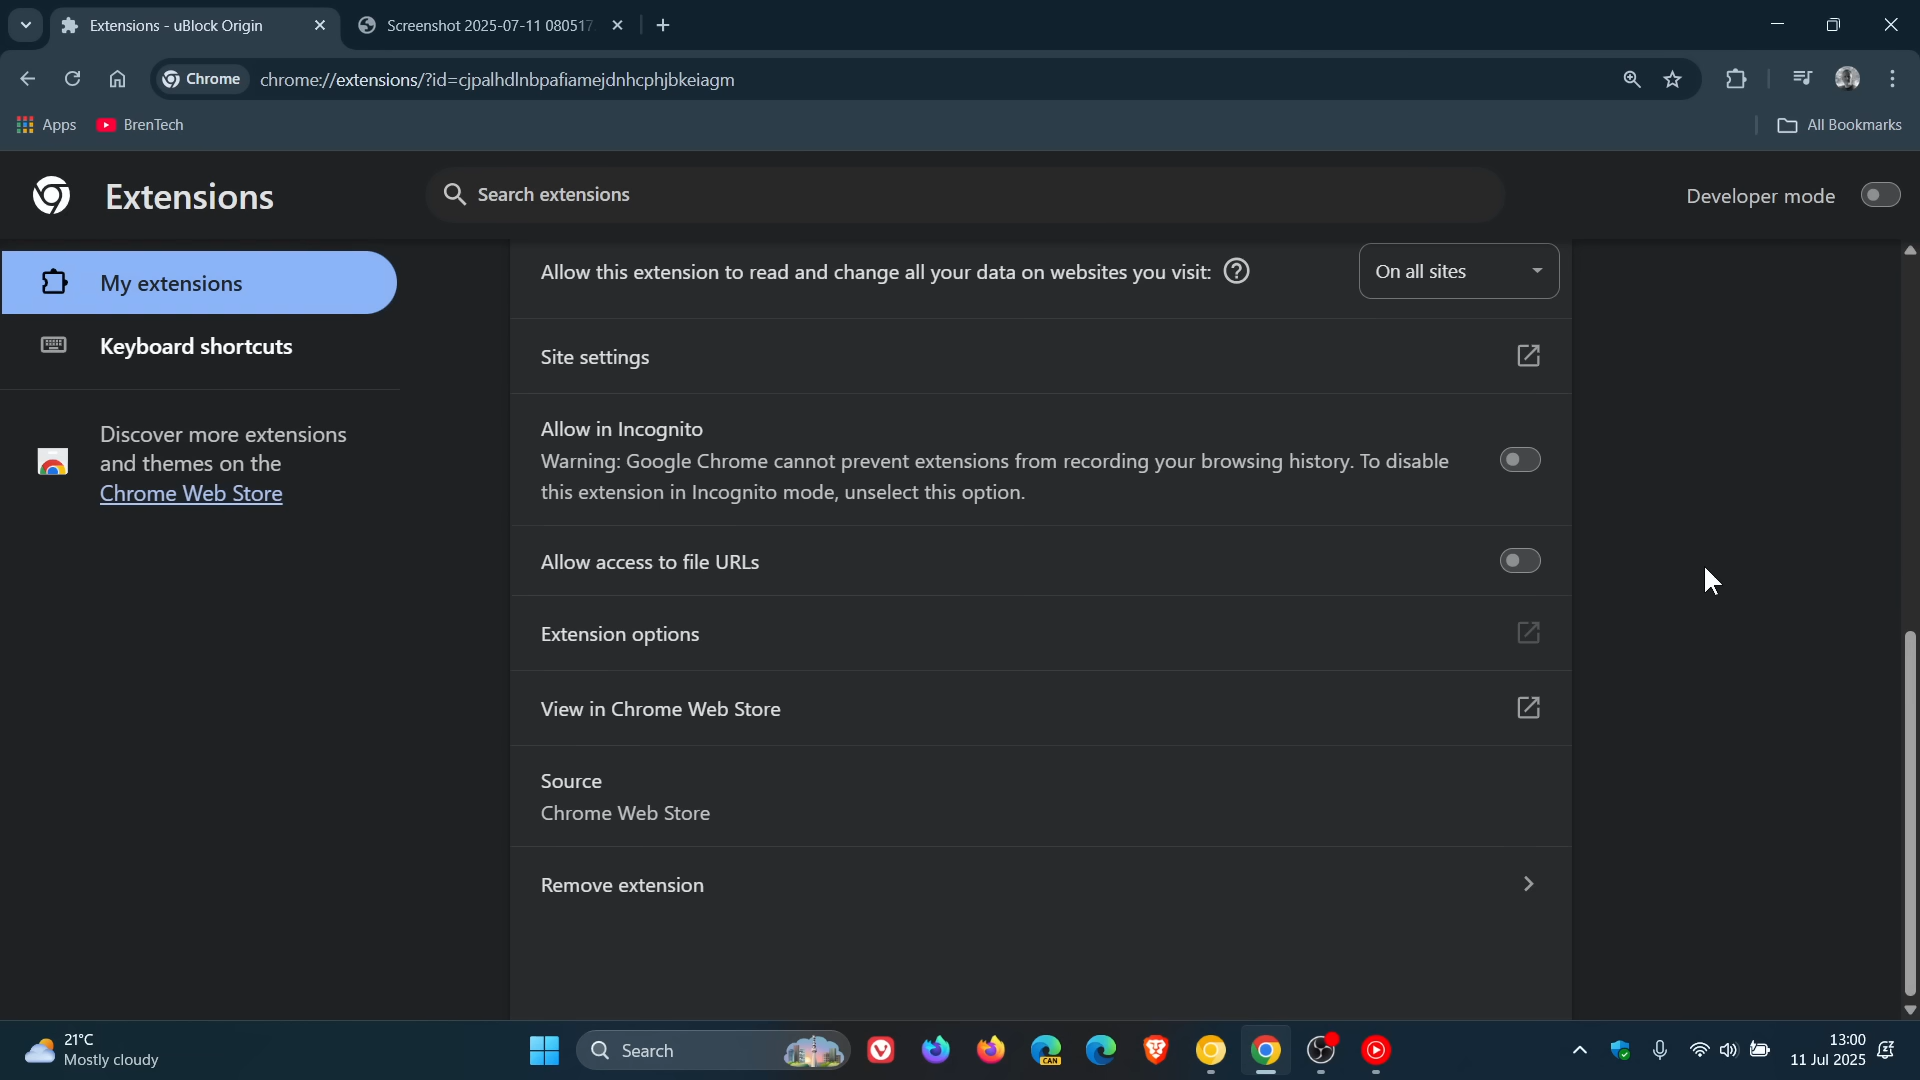 Extensions - uBlock Origin
Screenshot 2025-07-11 080517
Chrome
chrome://extensions/?id=cjpalhdlnbpafiamejdnhcphjbkeiagm
Apps
BrenTech
All Bookmarks
Extensions
Search extensions
Developer mode
My extensions
Keyboard shortcuts
Discover more extensions
and themes on the
Chrome Web Store
Allow this extension to read and change all your data on websites you visit:
On all sites
Site settings
Allow in Incognito
Warning: Google Chrome cannot prevent extensions from recording your browsing history. To disable
this extension in Incognito mode, unselect this option.
Allow access to file URLs
Extension options
View in Chrome Web Store
Source
Chrome Web Store
Remove extension
21°C
Mostly cloudy
Search
CAN
13:00
11 Jul 2025